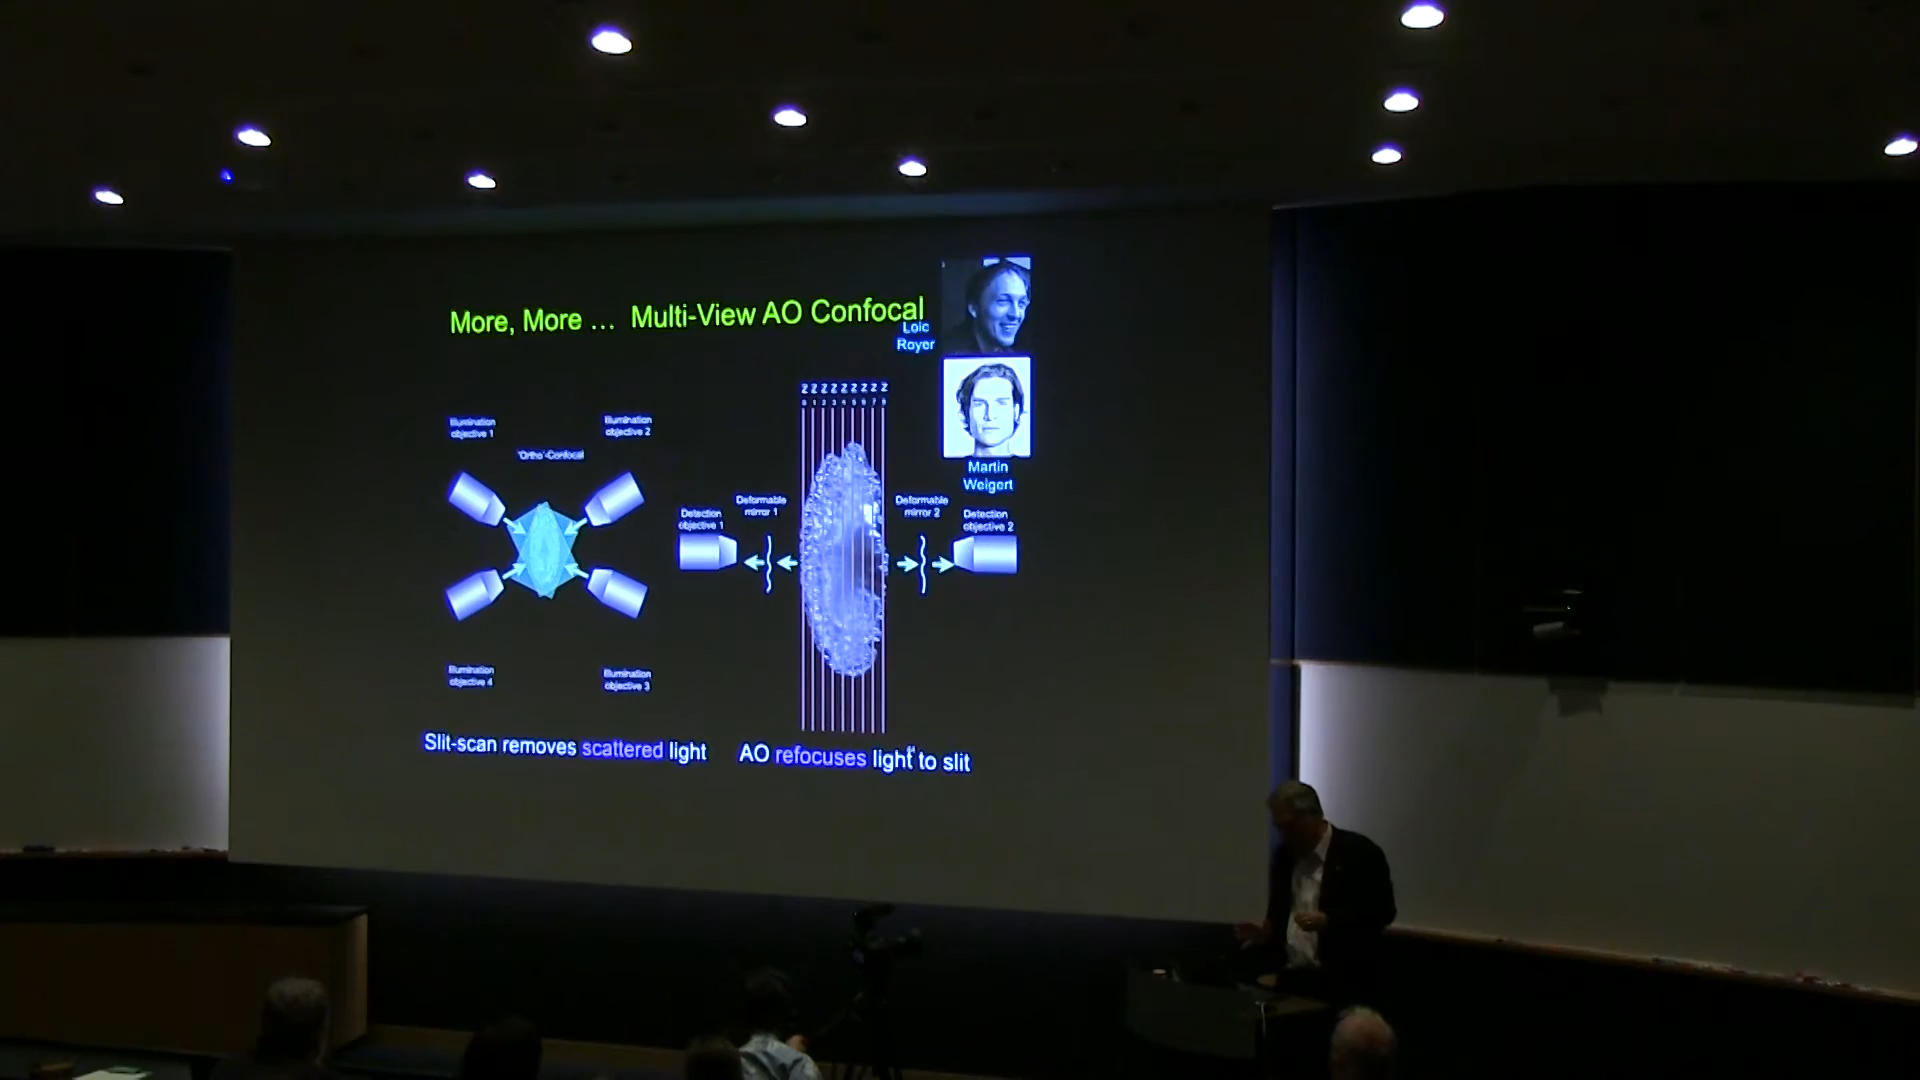 More, More … Multi-View AO Confocal
Loic
Royer
Martin
Weigert
Illumination
objective 1
Illumination
objective 2
'Ortho'-Confocal
Illumination
objective 4
Illumination
objective 3
Slit-scan removes scattered light
Z Z Z Z Z Z Z Z Z
Detection
objective 1
Deformable
mirror 1
Deformable
mirror 2
Detection
objective 2
AO refocuses light to slit